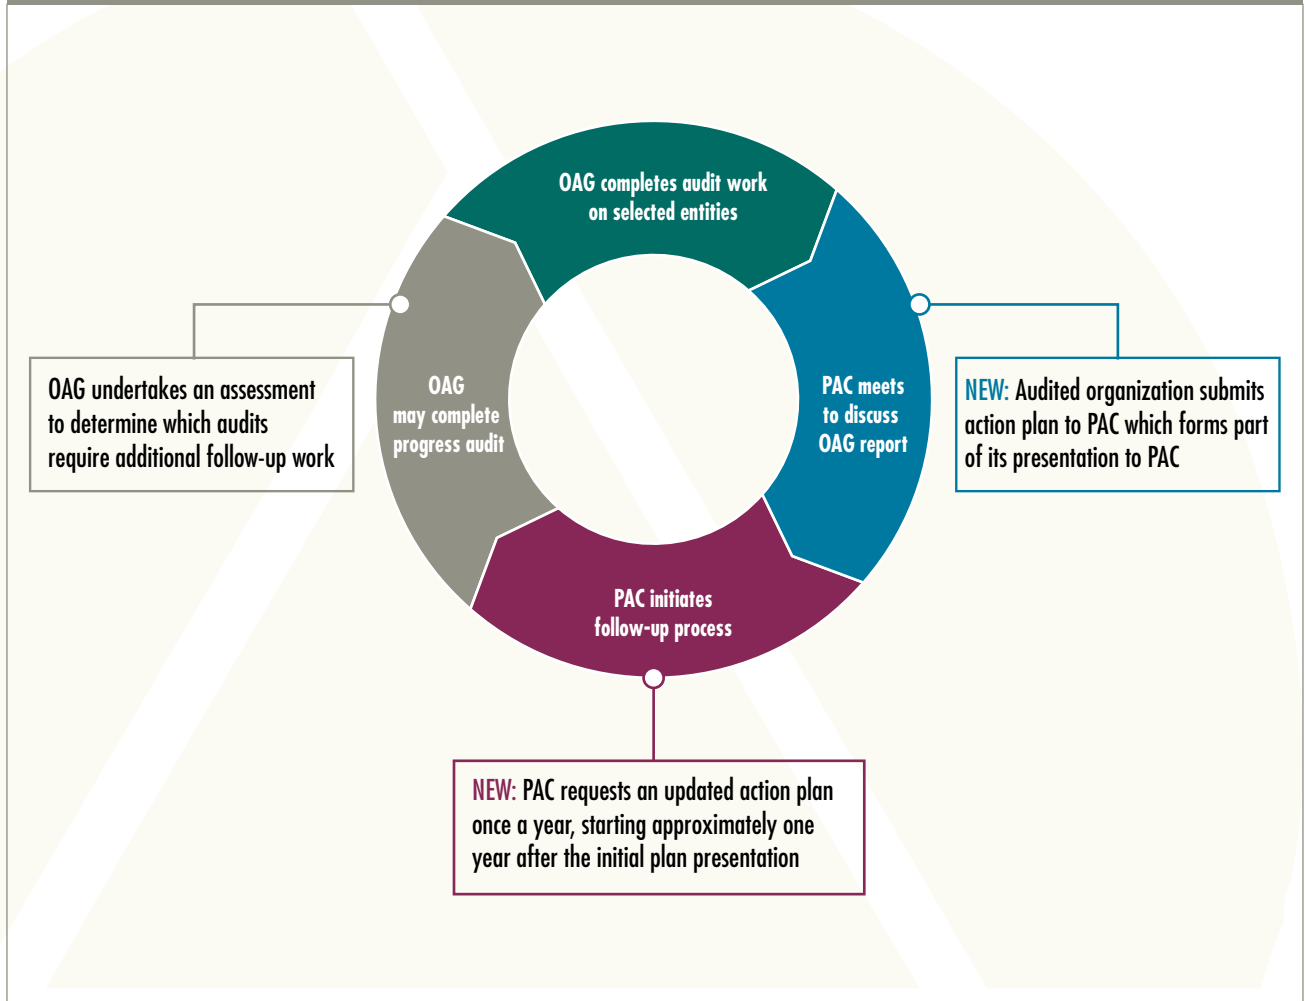 OAG completes audit work
on selected entities
OAG undertakes an assessment
to determine which audits
require additional follow-up work
OAG
may complete
progress audit
PAC meets
to discuss
OAG report
NEW: Audited organization submits
action plan to PAC which forms part
of its presentation to PAC
PAC initiates
follow-up process
NEW: PAC requests an updated action plan
once a year, starting approximately one
year after the initial plan presentation